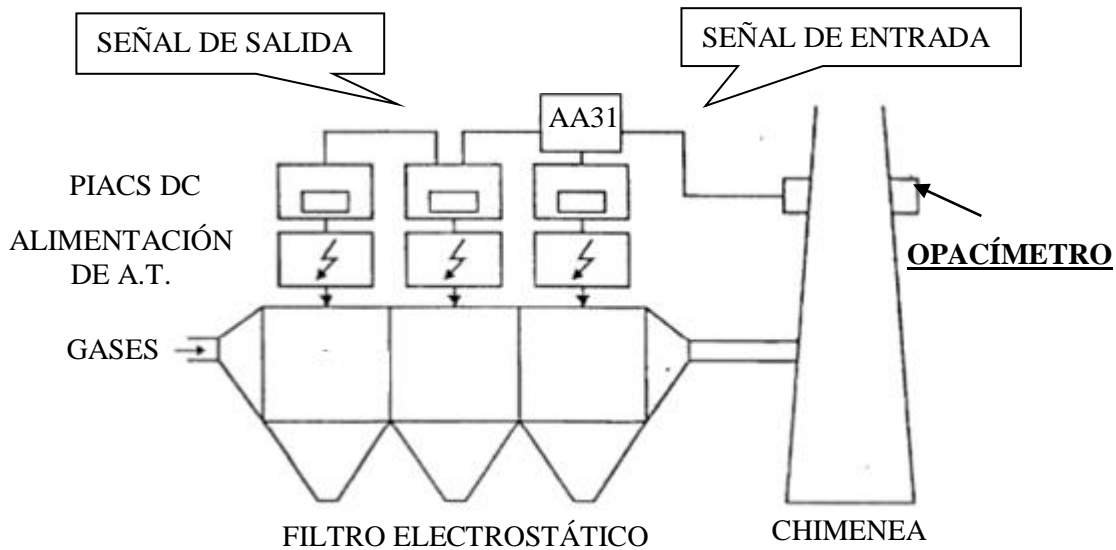 SEÑAL DE SALIDA
SEÑAL DE ENTRADA
AA31
PIACS DC
ALIMENTACIÓN
DE A.T.
OPACÍMETRO
GASES
FILTRO ELECTROSTÁTICO
CHIMENEA